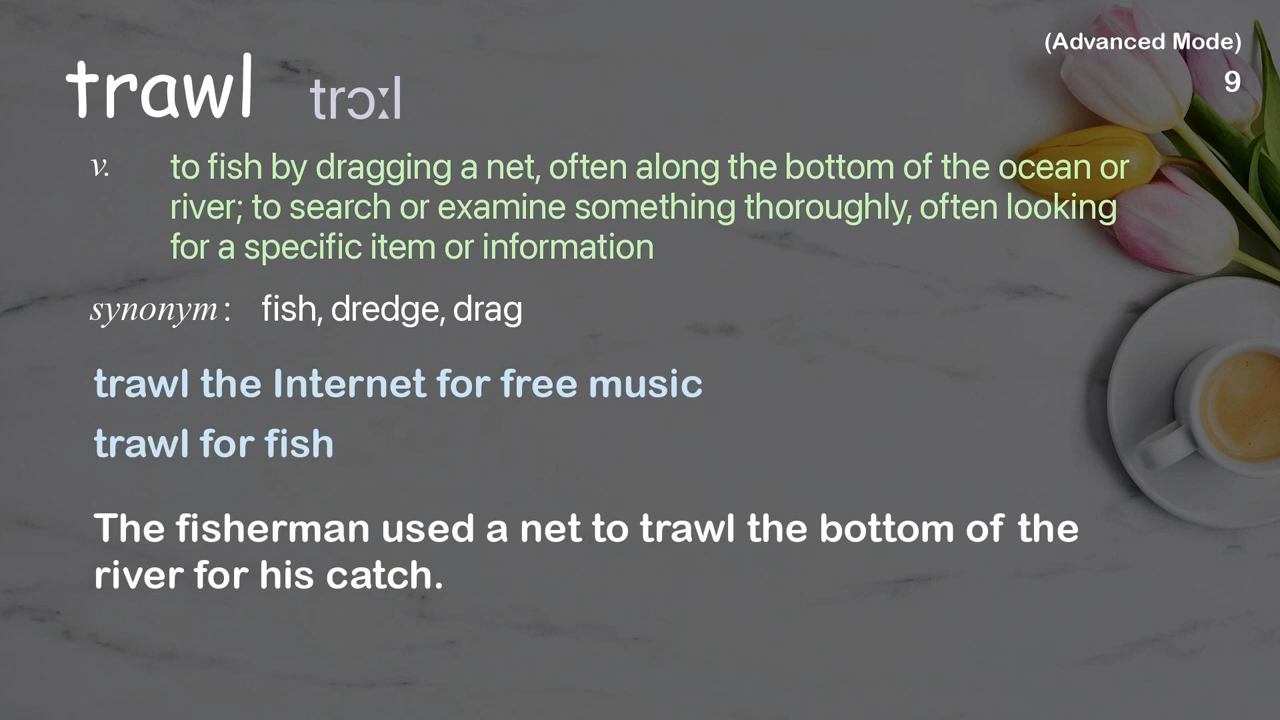 (Advanced Mode)
9
trawl trɔːl
v. to fish by dragging a net, often along the bottom of the ocean or
river; to search or examine something thoroughly, often looking
for a specific item or information
synonym: fish, dredge, drag
trawl the Internet for free music
trawl for fish
The fisherman used a net to trawl the bottom of the
river for his catch.